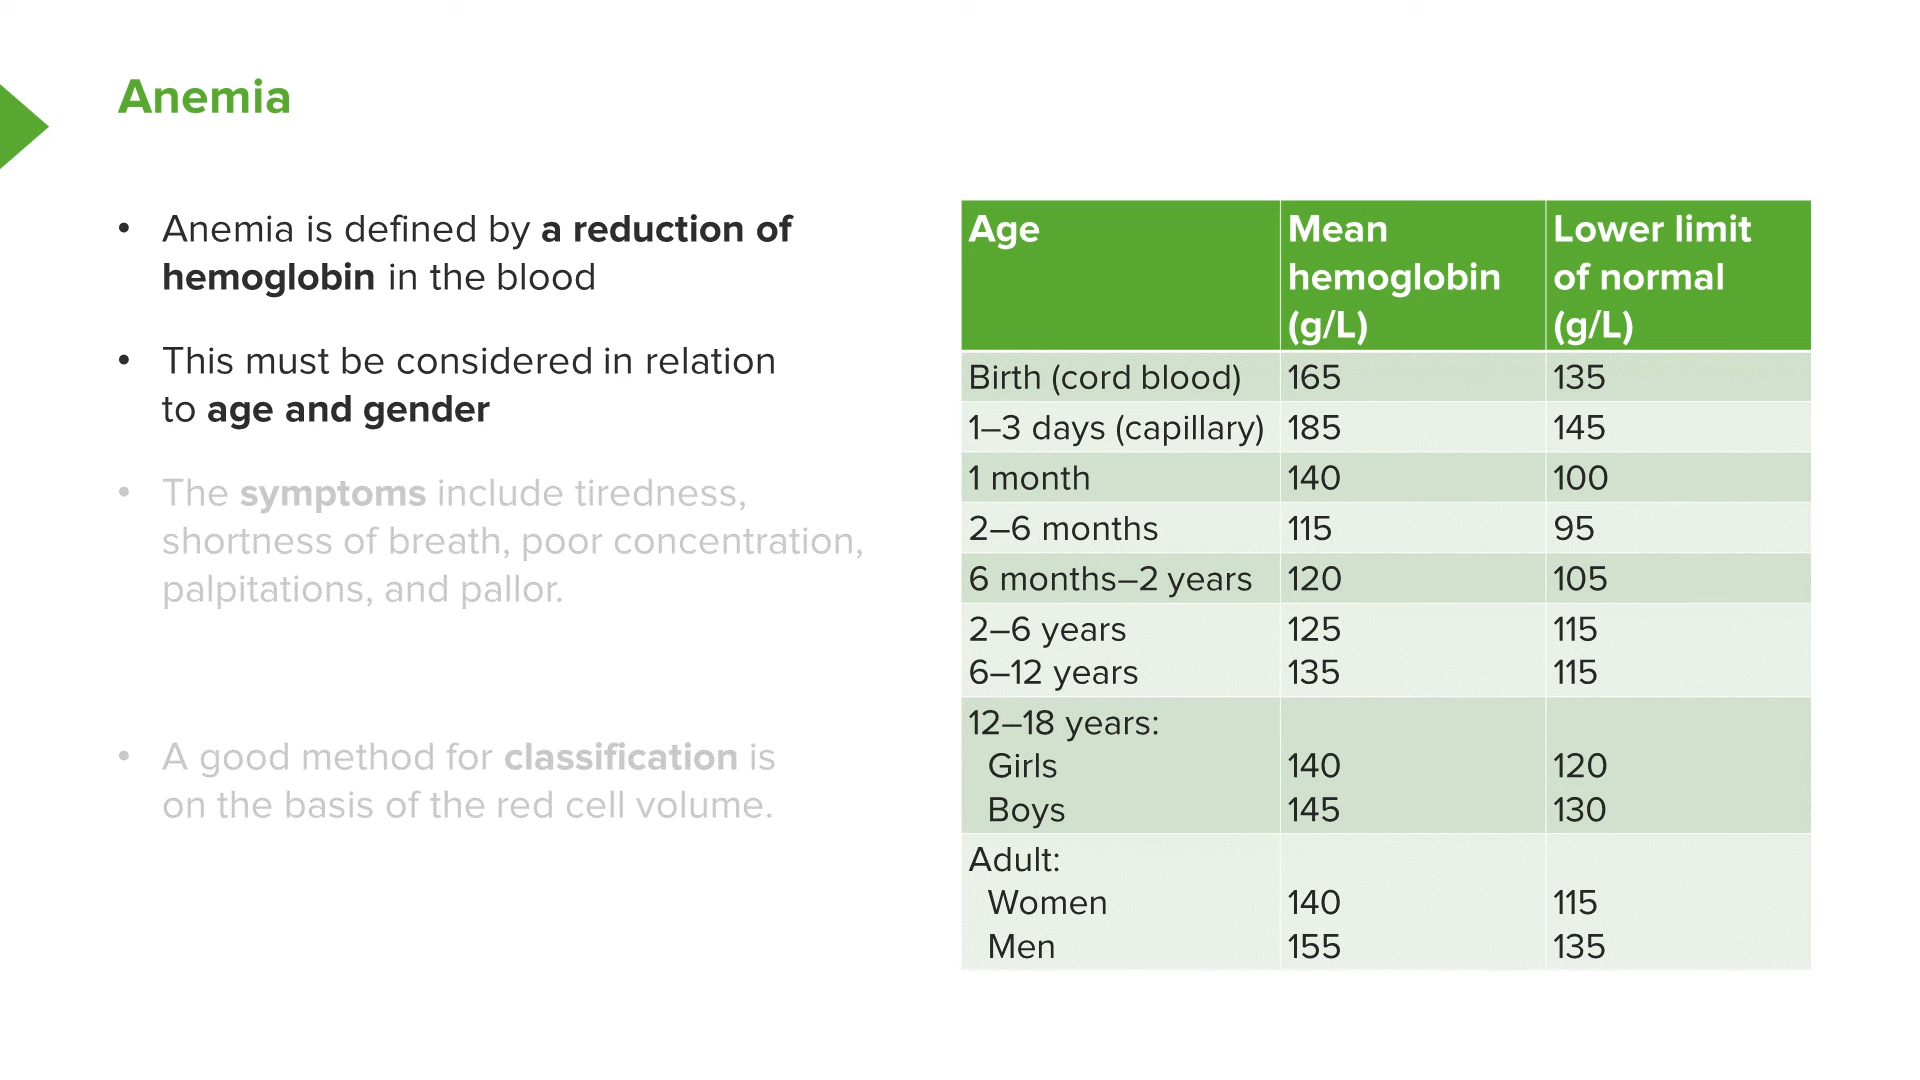 Anemia
• Anemia is defined by a reduction of
hemoglobin in the blood
• This must be considered in relation
to age and gender
• The symptoms include tiredness,
shortness of breath, poor concentration,
palpitations, and pallor.
• A good method for classification is
on the basis of the red cell volume.
Age Mean hemoglobin (g/L) Lower limit of normal (g/L)
Birth (cord blood) 165 135
1–3 days (capillary) 185 145
1 month 140 100
2–6 months 115 95
6 months–2 years 120 105
2–6 years 125 115
6–12 years 135 115
12–18 years:
Girls 140 120
Boys 145 130
Adult:
Women 140 115
Men 155 135